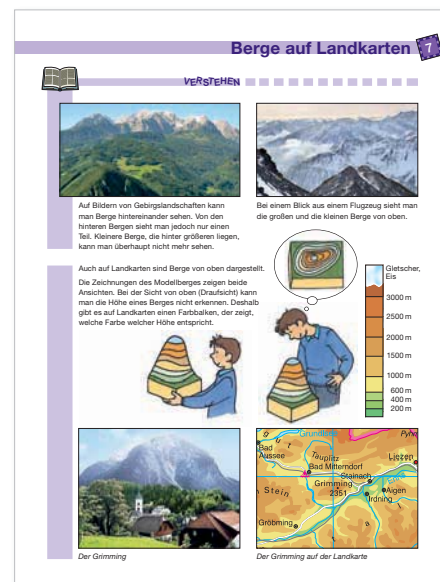 Berge auf Landkarten 7
VERSTEHEN
Auf Bildern von Gebirgslandschaften kann
man Berge hintereinander sehen. Von den
hinteren Bergen sieht man jedoch nur einen
Teil. Kleinere Berge, die hinter größeren liegen,
kann man überhaupt nicht mehr sehen.
Bei einem Blick aus einem Flugzeug sieht man
die großen und die kleinen Berge von oben.
Auch auf Landkarten sind Berge von oben dargestellt.
Die Zeichnungen des Modellberges zeigen beide
Ansichten. Bei der Sicht von oben (Draufsicht) kann
man die Höhe eines Berges nicht erkennen. Deshalb
gibt es auf Landkarten einen Farbbalken, der zeigt,
welche Farbe welcher Höhe entspricht.
Gletscher,
Eis
3000 m
2500 m
2000 m
1500 m
1000 m
600 m
400 m
200 m
Grundlsee
Pyhrn
Bad
Aussee
Tauplitz
Liezen
Bad Mitterndorf
Stainach
Grimming
2351
Stein
Aigen
Irdning
Gröbming
Der Grimming
Der Grimming auf der Landkarte